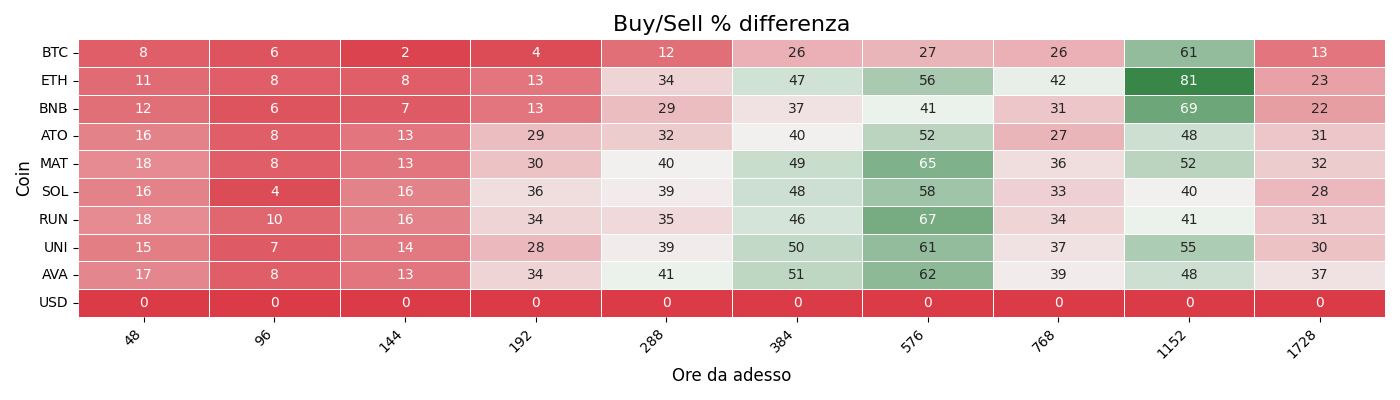 Buy/Sell % differenza
Coin
BTC 8 6 2 4 12 26 27 26 61 13
ETH 11 8 8 13 34 47 56 42 81 23
BNB 12 6 7 13 29 37 41 31 69 22
ATO 16 8 13 29 32 40 52 27 48 31
MAT 18 8 13 30 40 49 65 36 52 32
SOL 16 4 16 36 39 48 58 33 40 28
RUN 18 10 16 34 35 46 67 34 41 31
UNI 15 7 14 28 39 50 61 37 55 30
AVA 17 8 13 34 41 51 62 39 48 37
USD 0 0 0 0 0 0 0 0 0 0
48 96 144 192 288 384 576 768 1152 1728
Ore da adesso